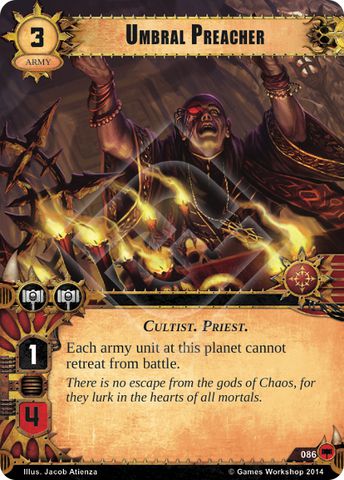 3
ARMY
UMBRAL PREACHER
CULTIST. PRIEST.
1
Each army unit at this planet cannot
retreat from battle.
There is no escape from the gods of Chaos, for
they lurk in the hearts of all mortals.
4
086
Illus. Jacob Atienza
© Games Workshop 2014